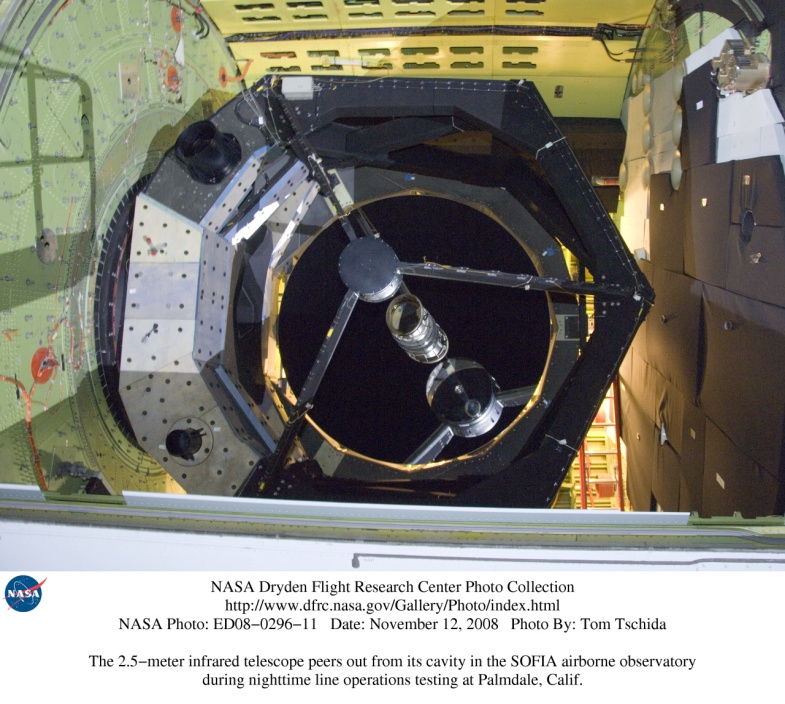 NASA
NASA Dryden Flight Research Center Photo Collection
http://www.dfrc.nasa.gov/Gallery/Photo/index.html
NASA Photo: ED08−0296−11 Date: November 12, 2008 Photo By: Tom Tschida
The 2.5−meter infrared telescope peers out from its cavity in the SOFIA airborne observatory
during nighttime line operations testing at Palmdale, Calif.